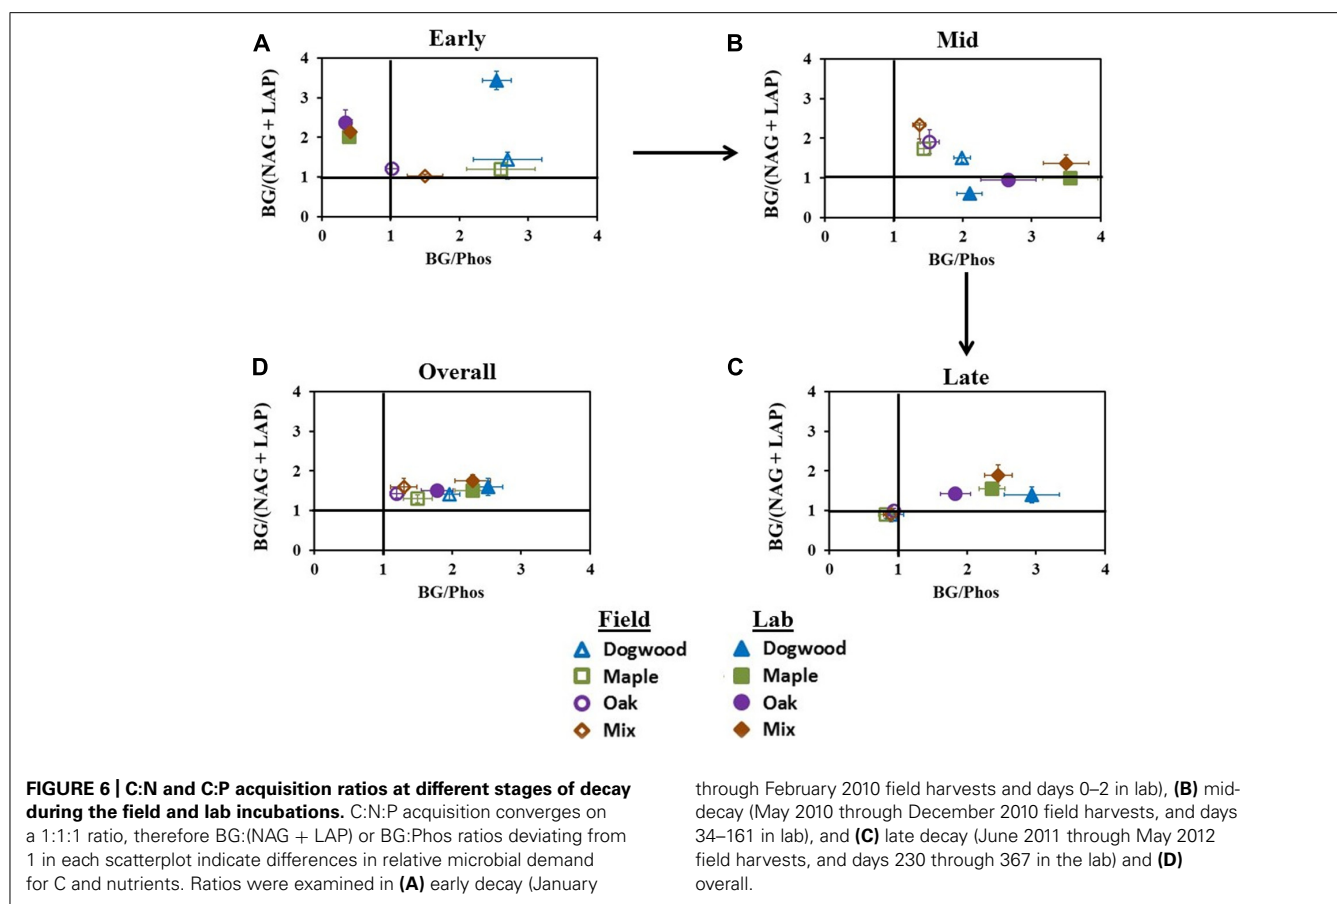 A
Early
BG/(NAG + LAP)
4
3
2
1
0
0 1 2 3 4
BG/Phos
B
Mid
BG/(NAG + LAP)
4
3
2
1
0
0 1 2 3 4
BG/Phos
D
Overall
BG/(NAG + LAP)
4
3
2
1
0
0 1 2 3 4
BG/Phos
C
Late
BG/(NAG + LAP)
4
3
2
1
0
0 1 2 3 4
BG/Phos
Field
Dogwood
Maple
Oak
Mix
Lab
Dogwood
Maple
Oak
Mix
FIGURE 6 | C:N and C:P acquisition ratios at different stages of decay
during the field and lab incubations. C:N:P acquisition converges on
a 1:1:1 ratio, therefore BG:(NAG + LAP) or BG:Phos ratios deviating from
1 in each scatterplot indicate differences in relative microbial demand
for C and nutrients. Ratios were examined in (A) early decay (January
through February 2010 field harvests and days 0–2 in lab), (B) mid-
decay (May 2010 through December 2010 field harvests, and days
34–161 in lab), and (C) late decay (June 2011 through May 2012
field harvests, and days 230 through 367 in the lab) and (D)
overall.